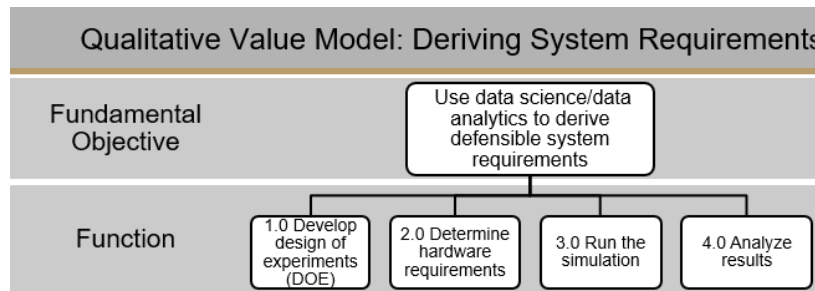 Qualitative Value Model: Deriving System Requirements
Fundamental
Objective
Use data science/data
analytics to derive
defensible system
requirements
Function
1.0 Develop
design of
experiments
(DOE)
2.0 Determine
hardware
requirements
3.0 Run the
simulation
4.0 Analyze
results